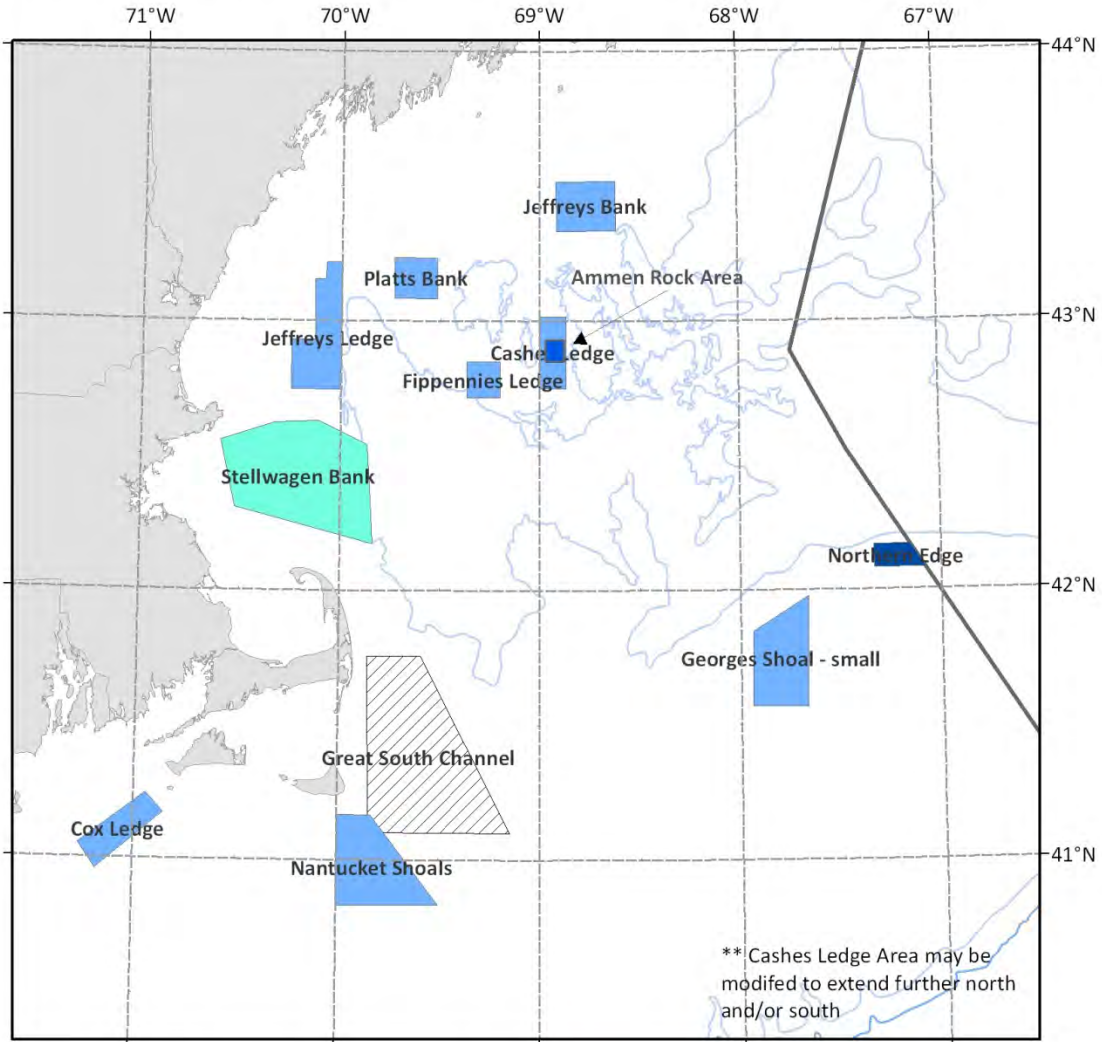 71°W 70°W 69°W 68°W 67°W
44°N
Jeffreys Bank
Platts Bank
Ammen Rock Area
43°N
Jeffreys Ledge
Cashes Ledge
Fippennies Ledge
Stellwagen Bank
Northern Edge
42°N
Georges Shoal - small
Great South Channel
Cox Ledge
41°N
Nantucket Shoals
** Cashes Ledge Area may be
modifed to extend further north
and/or south